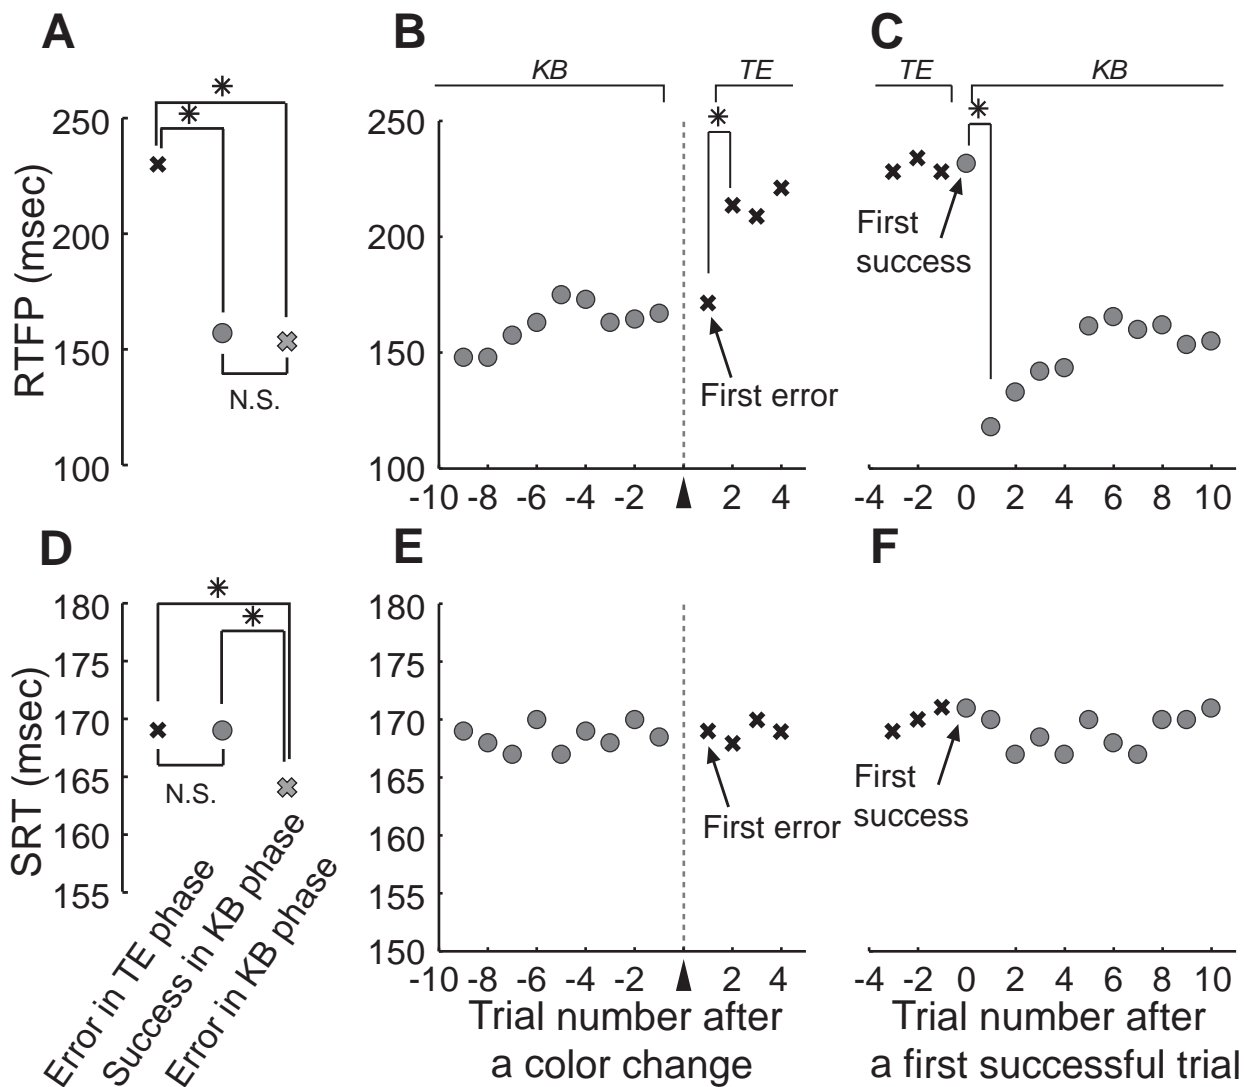 A
B
C
KB
TE
TE
KB
*
*
*
*
RTFP (msec)
250
200
150
100
N.S.
250
200
150
100
First error
First
success
-10 -8 -6 -4 -2 2 4
-4 -2 0 2 4 6 8 10
D
E
F
*
*
SRT (msec)
180
175
170
165
160
155
N.S.
Error in TE phase
Success in KB phase
Error in KB phase
180
175
170
165
160
155
150
First error
First
success
-10 -8 -6 -4 -2 2 4
-4 -2 0 2 4 6 8 10
Trial number after
a color change
Trial number after
a first successful trial